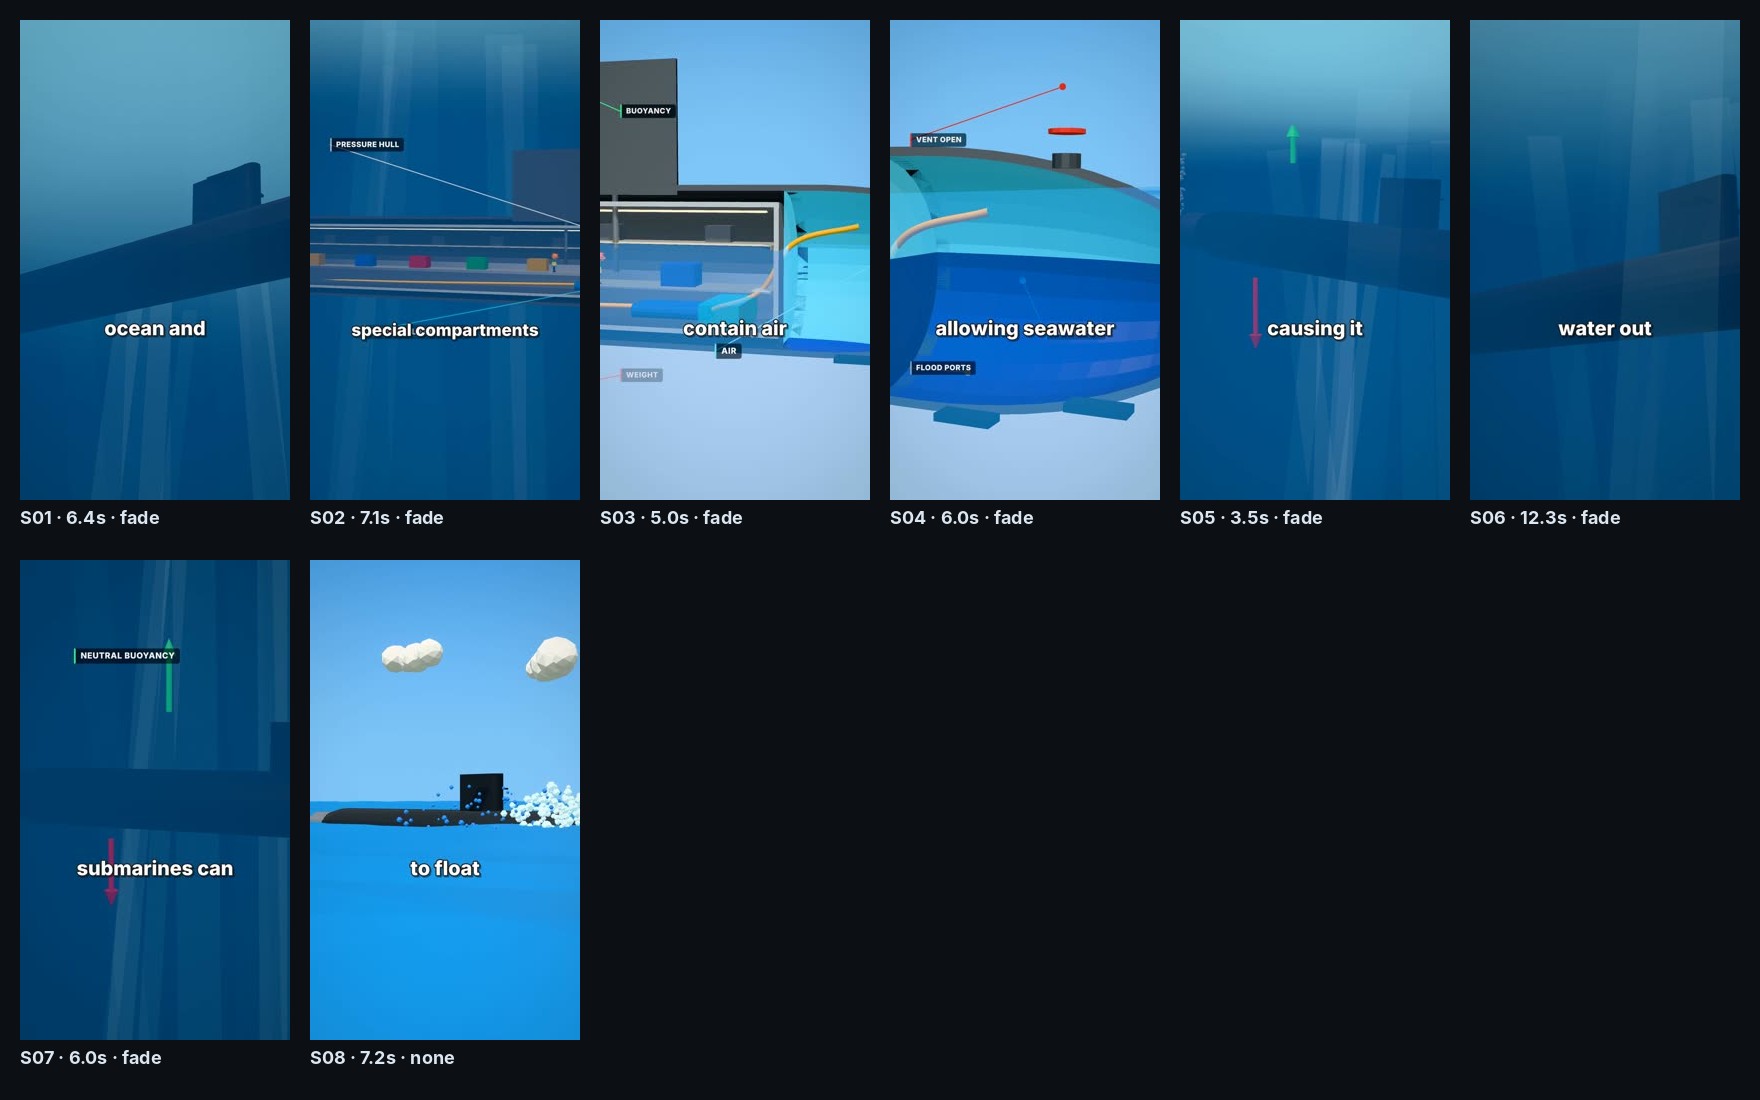 ocean and
S01 · 6.4s · fade
PRESSURE HULL
special compartments
S02 · 7.1s · fade
BUOYANCY
contain air
AIR
WEIGHT
S03 · 5.0s · fade
VENT OPEN
allowing seawater
FLOOD PORTS
S04 · 6.0s · fade
causing it
S05 · 3.5s · fade
water out
S06 · 12.3s · fade
NEUTRAL BUOYANCY
submarines can
S07 · 6.0s · fade
to float
S08 · 7.2s · none